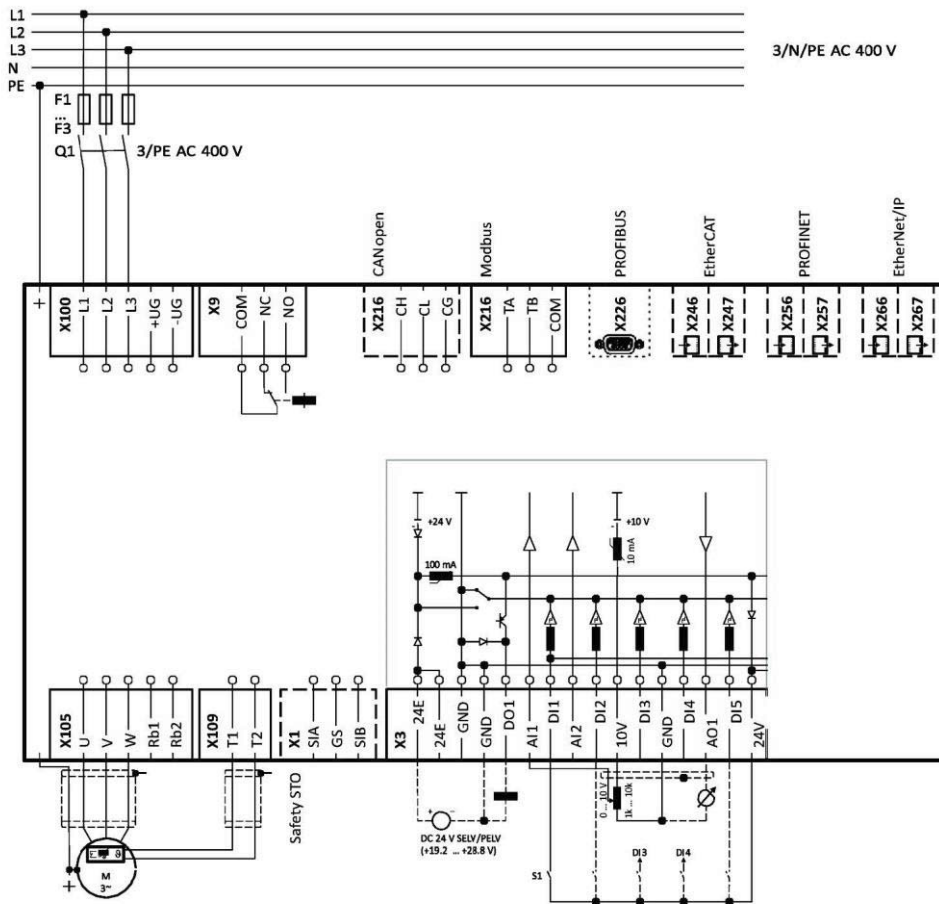 L1
L2
L3
N
PE
3/N/PE AC 400 V
F1
...
F3
Q1
3/PE AC 400 V
CANopen
Modbus
PROFIBUS
EtherCAT
PROFINET
EtherNet/IP
X100
L1
L2
L3
+UG
-UG
X9
COM
NC
NO
X216
CH
CL
CG
X216
TA
TB
COM
X226
X246
X247
X256
X257
X266
X267
+24 V
+10 V
100 mA
10 mA
X105
U
V
W
Rb1
Rb2
X109
T1
T2
X1
SIA
GS
SIB
X3
24E
24E
GND
GND
DO1
AI1
DI1
AI2
DI2
10V
DI3
GND
DI4
AO1
DI5
24V
Safety STO
M
3~
ϑ
+
−
DC 24 V SELV/PELV
(+19.2 ... +28.8 V)
0 ... 10 V
1k ... 10k
S1
DI3
DI4